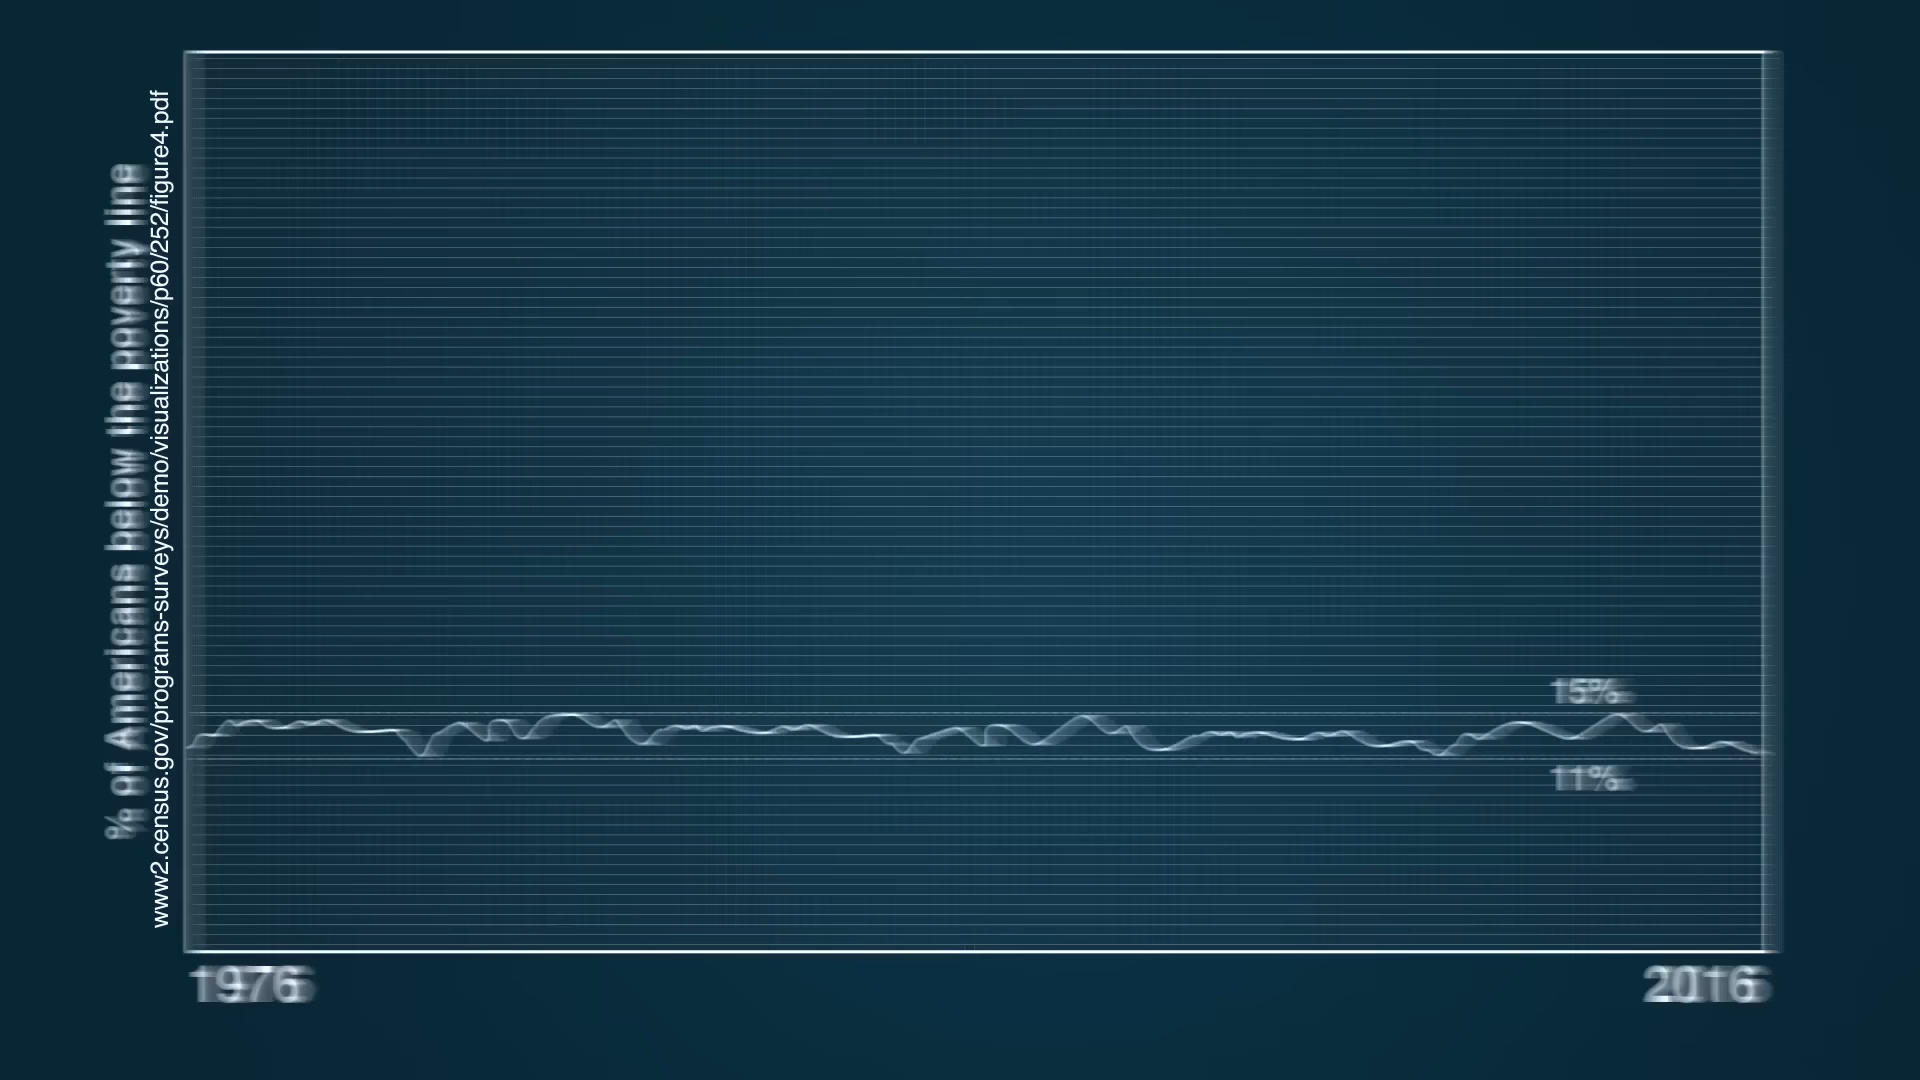 % of Americans below the poverty line
www2.census.gov/programs-surveys/demo/visualizations/p60/252/figure4.pdf
15%
11%
1976
2016